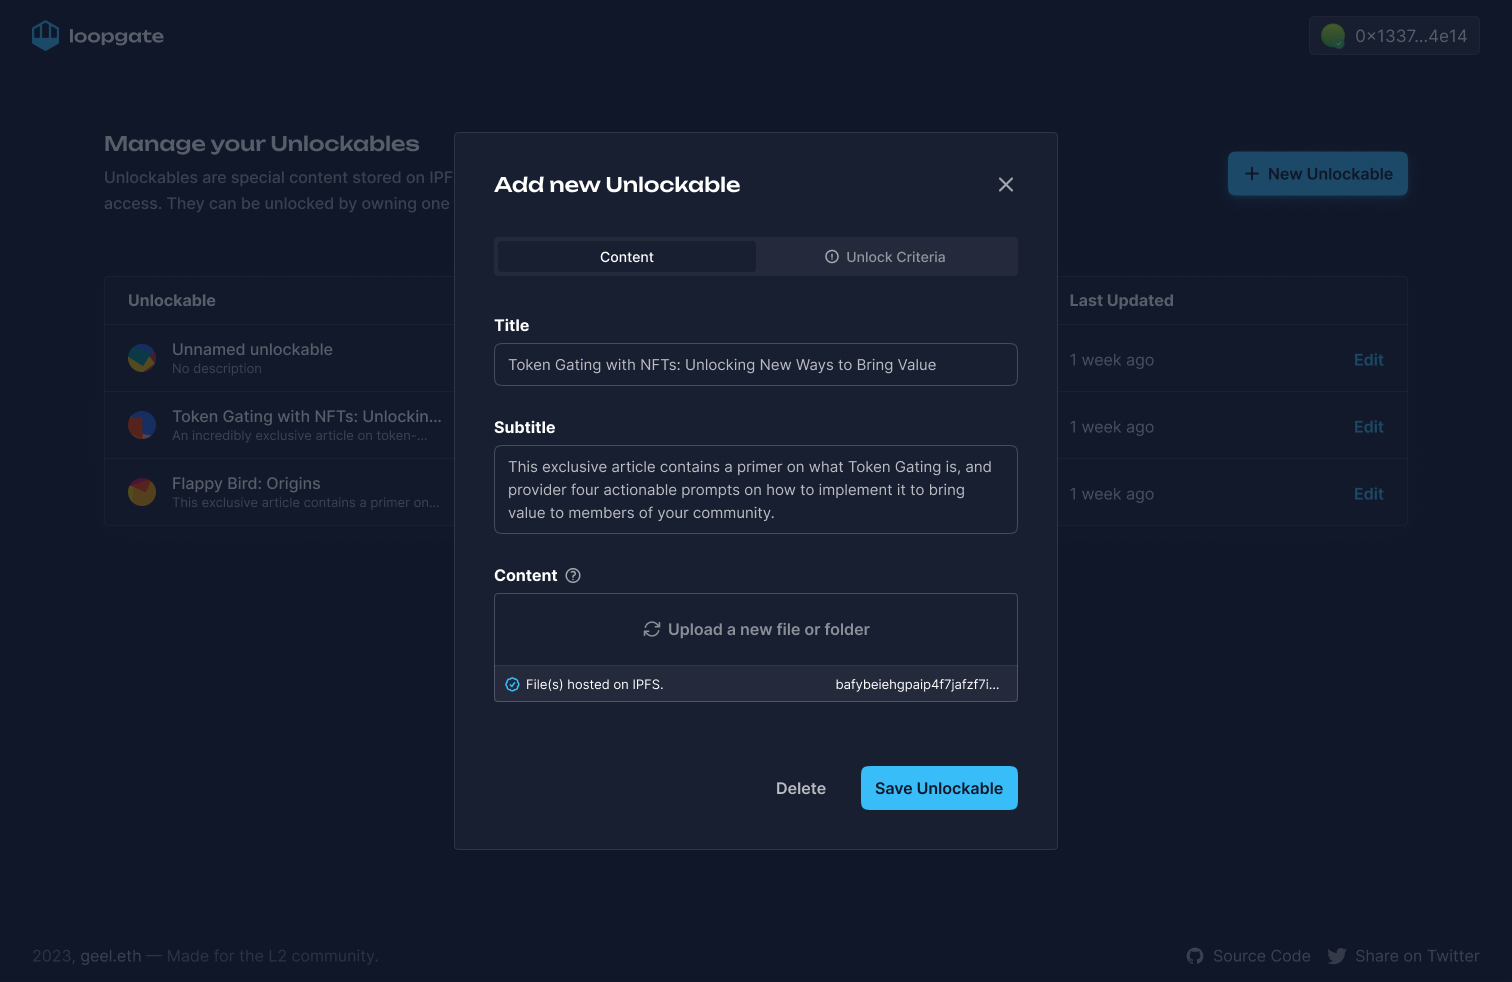 loopgate
0x1337...4e14
Manage your Unlockables
Unlockables are special content stored on IPF
access. They can be unlocked by owning one
New Unlockable
Unlockable
Last Updated
Unnamed unlockable
No description
1 week ago
Edit
Token Gating with NFTs: Unlockin...
An incredibly exclusive article on token-...
1 week ago
Edit
Flappy Bird: Origins
This exclusive article contains a primer on...
1 week ago
Edit
Add new Unlockable
Content
Unlock Criteria
Title
Token Gating with NFTs: Unlocking New Ways to Bring Value
Subtitle
This exclusive article contains a primer on what Token Gating is, and
provider four actionable prompts on how to implement it to bring
value to members of your community.
Content
Upload a new file or folder
File(s) hosted on IPFS.
bafybeiehgpaip4f7jafzf7i...
Delete
Save Unlockable
2023, geel.eth — Made for the L2 community.
Source Code
Share on Twitter